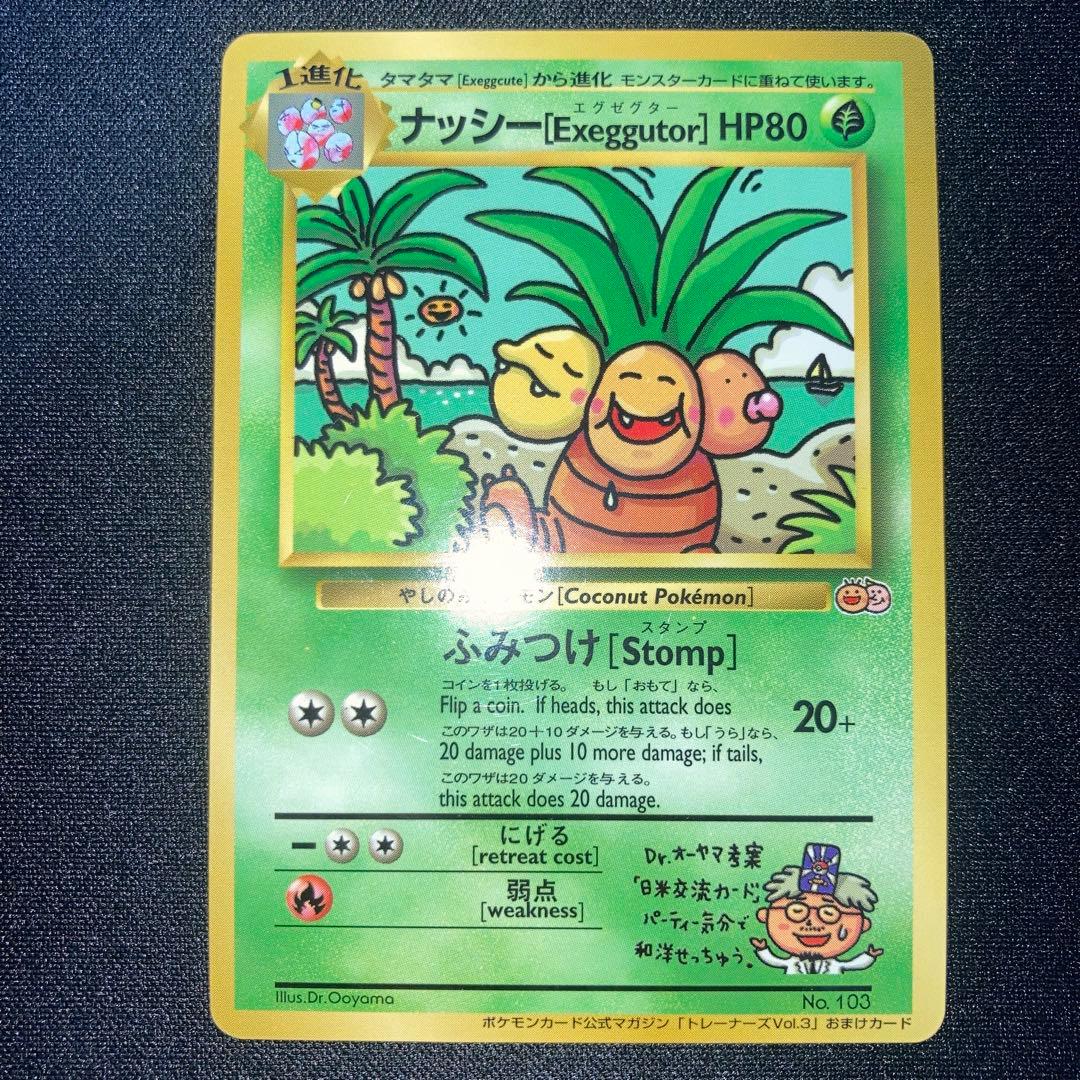 1進化 タマタマ[Exeggcute]から進化 モンスターカードに重ねて使います。
エグゼグター
ナッシー[Exeggutor] HP80
やしの モン[Coconut Pokémon]
スタンプ
ふみつけ[Stomp]
コインを1枚投げる。 もし「おもて」なら、
Flip a coin. If heads, this attack does
20+
このワザは20+10ダメージを与える。もし「うら」なら、
20 damage plus 10 more damage; if tails,
このワザは20ダメージを与える。
this attack does 20 damage.
にげる
[retreat cost]
弱点
[weakness]
Dr.オーヤマ考案
「日米交流カード」
パーティー気分で
和洋せっちゅう。
Illus.Dr.Ooyama
No. 103
ポケモンカード公式マガジン「トレーナーズVol.3」おまけカード